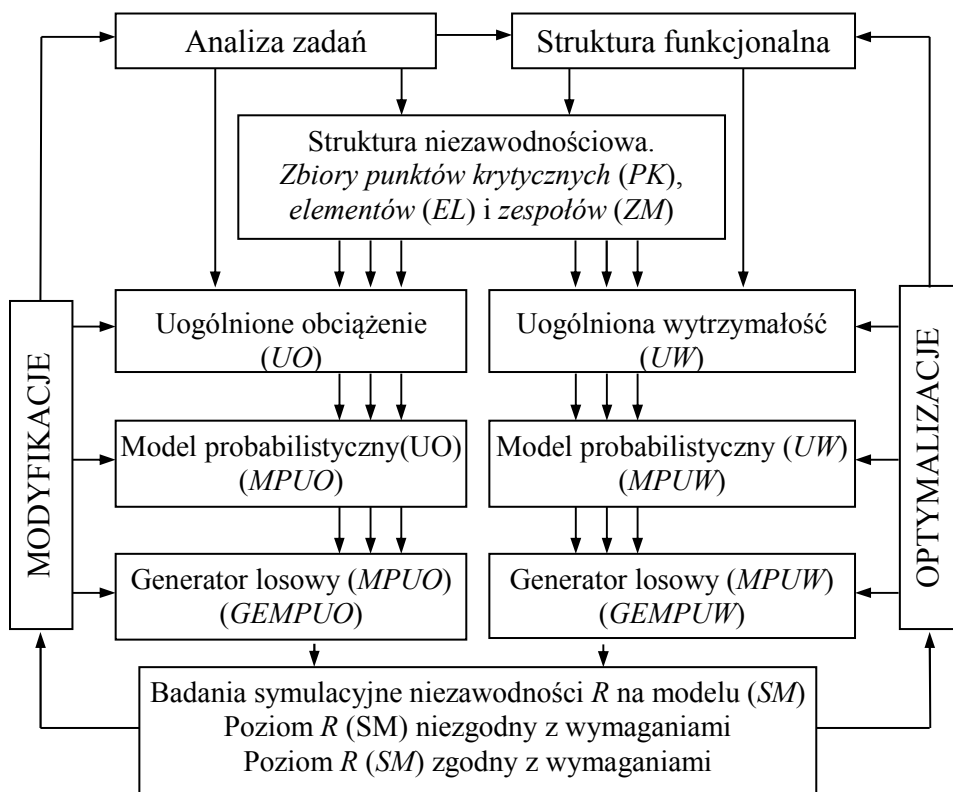 Analiza zadań
Struktura funkcjonalna
Struktura niezawodnościowa.
Zbiory punktów krytycznych (PK),
elementów (EL) i zespołów (ZM)
MODYFIKACJE
Uogólnione obciążenie
(UO)
Uogólniona wytrzymałość
(UW)
OPTYMALIZACJE
Model probabilistyczny(UO)
(MPUO)
Model probabilistyczny (UW)
(MPUW)
Generator losowy (MPUO)
(GEMPUO)
Generator losowy (MPUW)
(GEMPUW)
Badania symulacyjne niezawodności R na modelu (SM)
Poziom R (SM) niezgodny z wymaganiami
Poziom R (SM) zgodny z wymaganiami